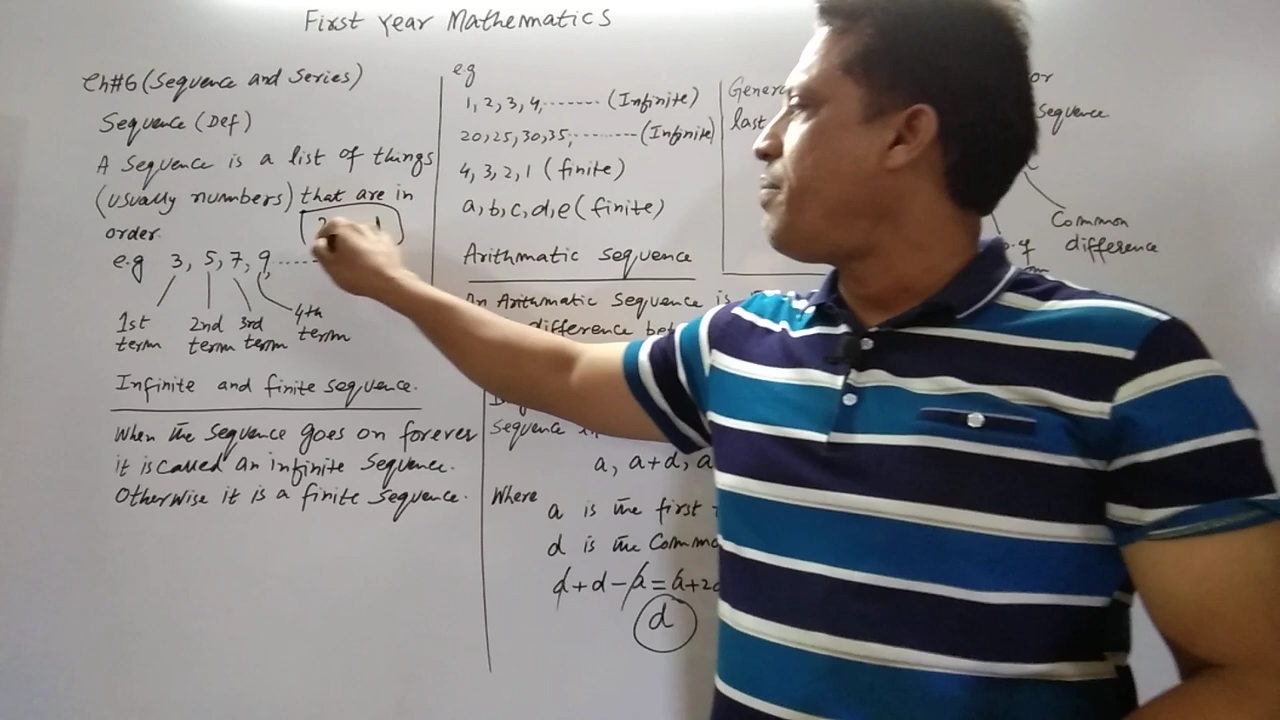 First Year Mathematics
Ch#6 (Sequence and Series)
Sequence (Def)
A Sequence is a list of things
(usually numbers) that are in
order.
e.g 3, 5, 7, 9, ......
1st term
2nd term
3rd term
4th term
Infinite and finite sequence.
When the sequence goes on forever
it is called an infinite sequence.
Otherwise it is a finite sequence.
e.g
1, 2, 3, 4, ....... (Infinite)
20, 25, 30, 35, ......... (Infinite)
4, 3, 2, 1 (finite)
a, b, c, d, e (finite)
Arithmatic Sequence
An Arithmatic Sequence is
difference
Sequence
a, a+d, a
Where
a is the first
d is the
d
last
or
Sequence
Common
difference